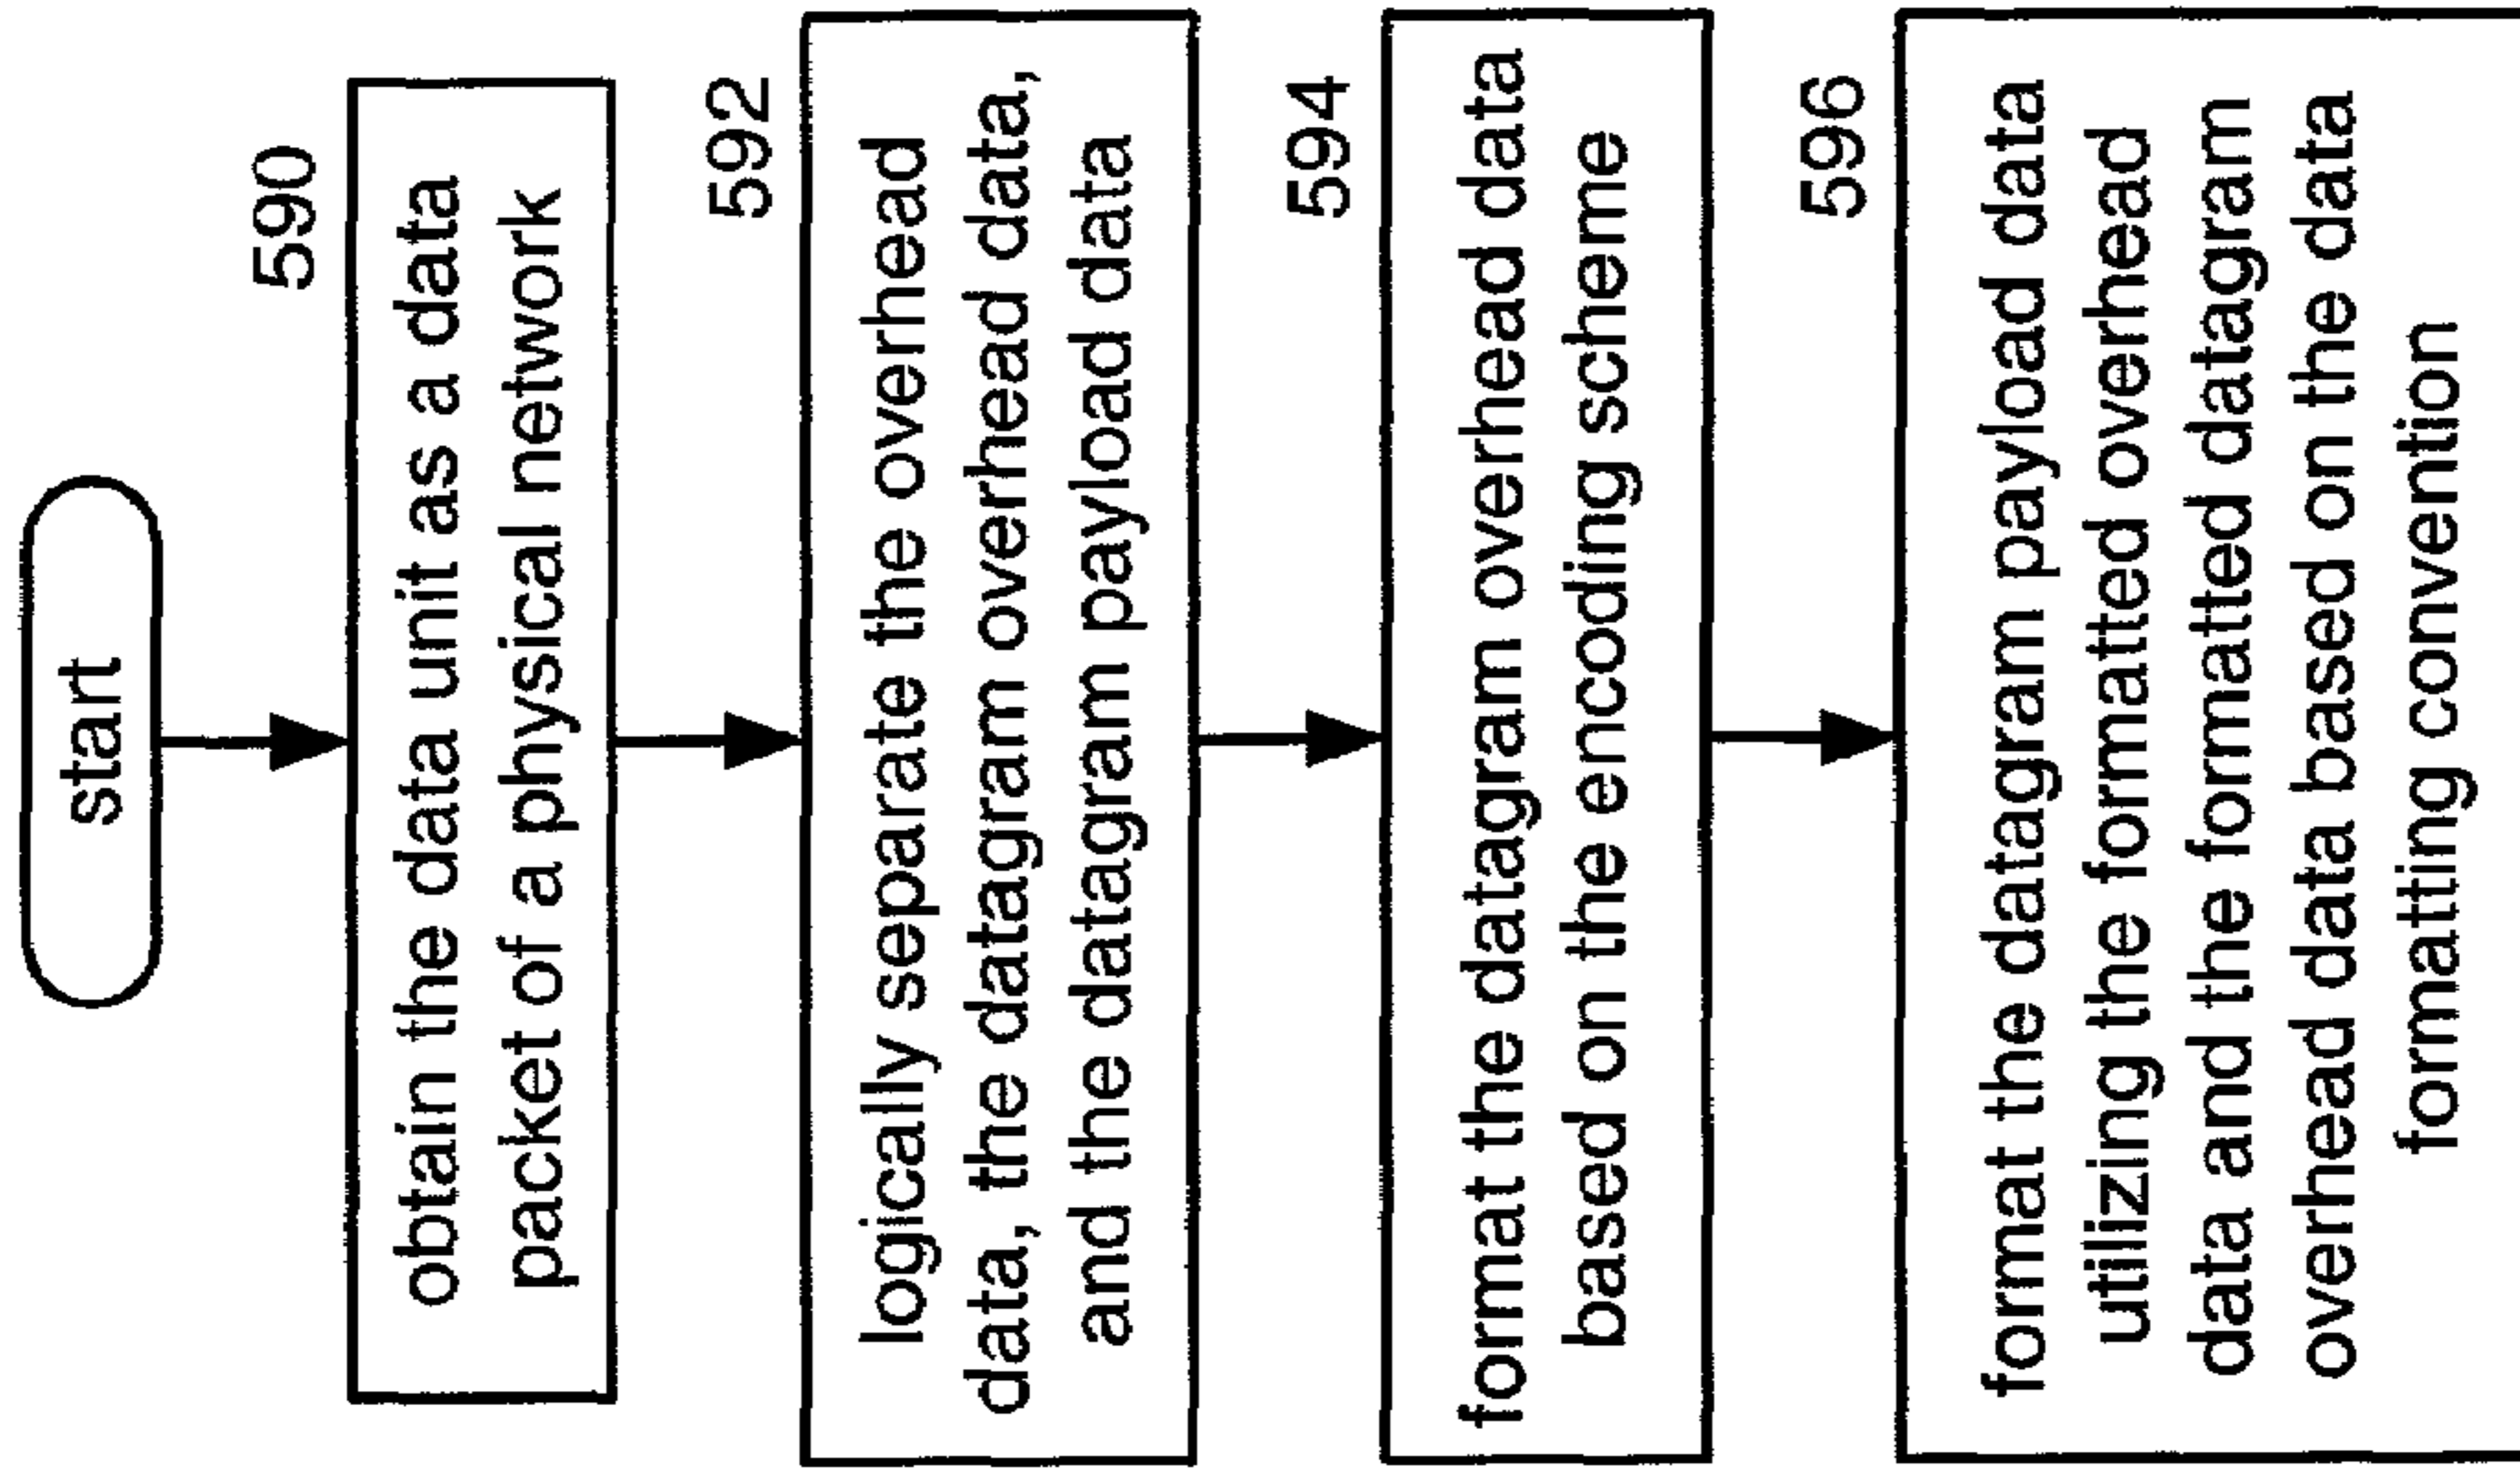 start
590
obtain the data unit as a data
packet of a physical network
592
logically separate the overhead
data, the datagram overhead data,
and the datagram payload data
594
format the datagram overhead data
based on the encoding scheme
596
format the datagram payload data
utilizing the formatted overhead
data and the formatted datagram
overhead data based on the data
formatting convention